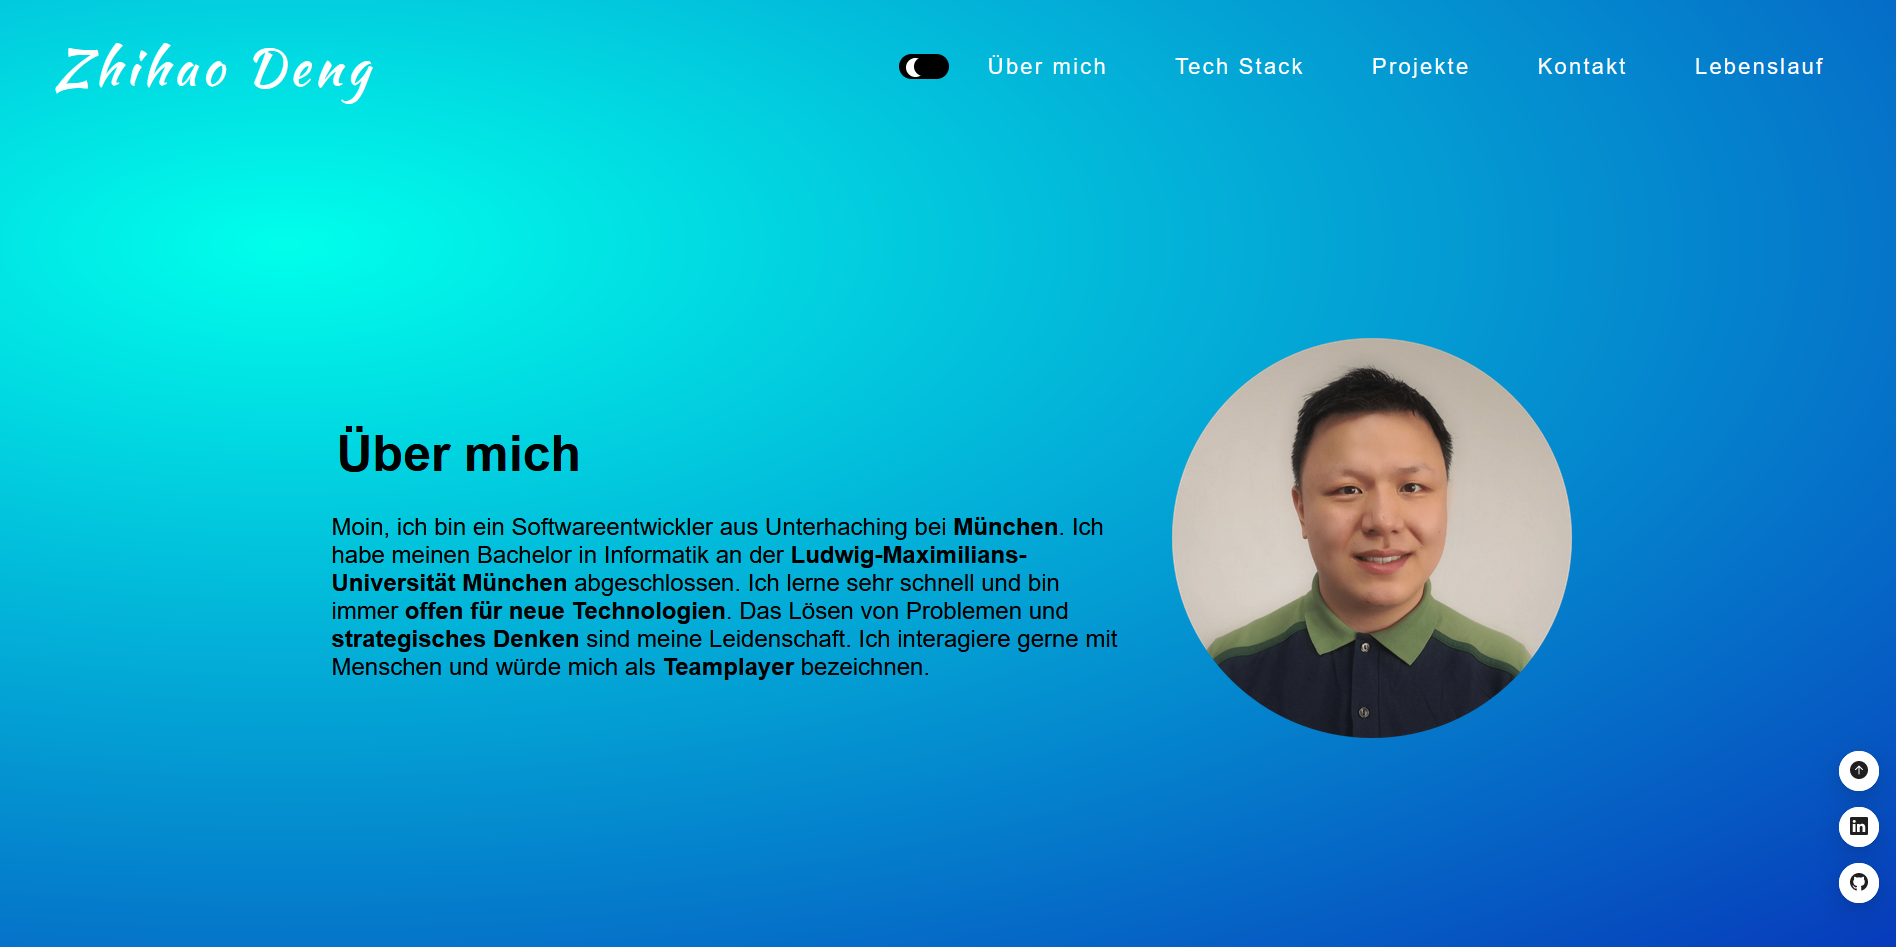 Zhihao Deng
Über mich
Tech Stack
Projekte
Kontakt
Lebenslauf
Über mich
Moin, ich bin ein Softwareentwickler aus Unterhaching bei München. Ich
habe meinen Bachelor in Informatik an der Ludwig-Maximilians-
Universität München abgeschlossen. Ich lerne sehr schnell und bin
immer offen für neue Technologien. Das Lösen von Problemen und
strategisches Denken sind meine Leidenschaft. Ich interagiere gerne mit
Menschen und würde mich als Teamplayer bezeichnen.
in